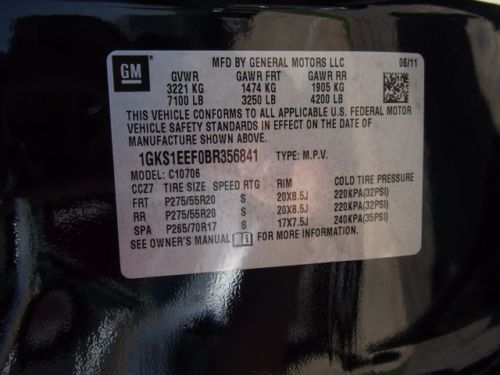 GM
MFD BY GENERAL MOTORS LLC 06/11
GVWR GAWR FRT GAWR RR
3221 KG 1474 KG 1905 KG
7100 LB 3250 LB 4200 LB
THIS VEHICLE CONFORMS TO ALL APPLICABLE U.S. FEDERAL MOTOR
VEHICLE SAFETY STANDARDS IN EFFECT ON THE DATE OF
MANUFACTURE SHOWN ABOVE.
1GKS1EEF0BR356841 TYPE: M.P.V.
MODEL: C10706
CCZ7 TIRE SIZE SPEED RTG RIM COLD TIRE PRESSURE
FRT P275/55R20 S 20X8.5J 220KPA(32PSI)
RR P275/55R20 S 20X8.5J 220KPA(32PSI)
SPA P265/70R17 S 17X7.5J 240KPA(35PSI)
SEE OWNER'S MANUAL FOR MORE INFORMATION.